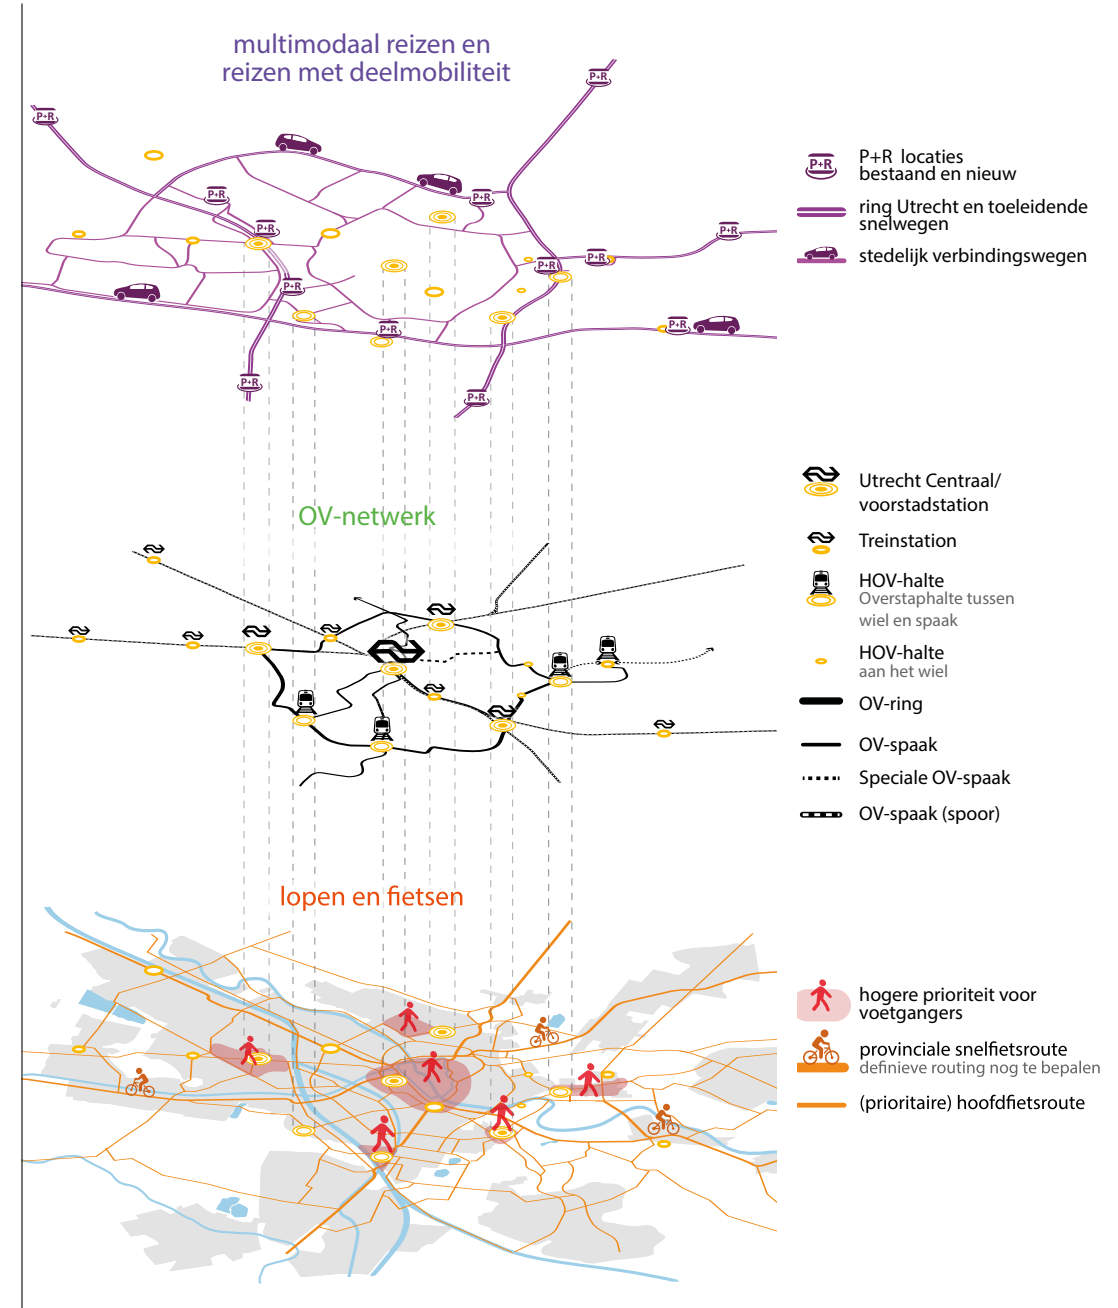 multimodaal reizen en
reizen met deelmobiliteit
P+R
P+R
P+R
P+R
P+R
P+R
P+R
P+R
P+R
P+R
P+R
P+R
P+R
P+R
P+R locaties
bestaand en nieuw
ring Utrecht en toeleidende
snelwegen
stedelijk verbindingswegen
OV-netwerk
Utrecht Centraal/
voorstadstation
Treinstation
HOV-halte
Overstaphalte tussen
wiel en spaak
HOV-halte
aan het wiel
OV-ring
OV-spaak
Speciale OV-spaak
OV-spaak (spoor)
lopen en fietsen
hogere prioriteit voor
voetgangers
provinciale snelfietsroute
definieve routing nog te bepalen
(prioritaire) hoofdfietsroute